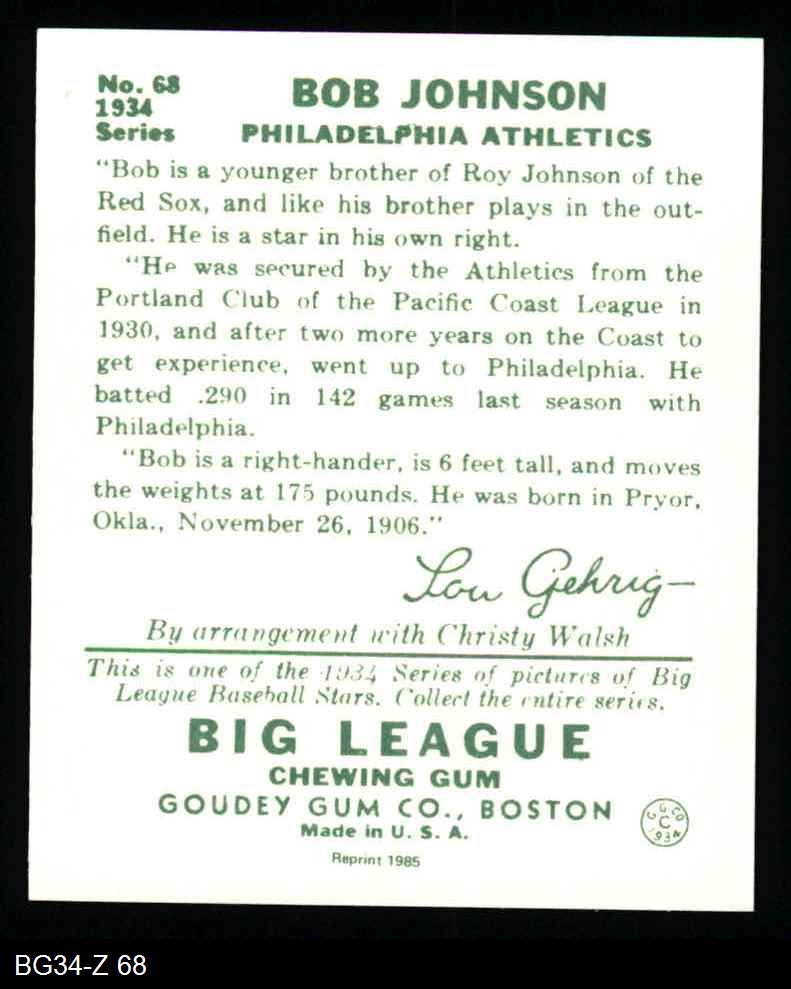 No. 68
1934
Series
BOB JOHNSON
PHILADELPHIA ATHLETICS
"Bob is a younger brother of Roy Johnson of the
Red Sox, and like his brother plays in the out-
field. He is a star in his own right.
"He was secured by the Athletics from the
Portland Club of the Pacific Coast League in
1930, and after two more years on the Coast to
get experience, went up to Philadelphia. He
batted .290 in 142 games last season with
Philadelphia.
"Bob is a right-hander, is 6 feet tall, and moves
the weights at 175 pounds. He was born in Pryor,
Okla., November 26, 1906."
Lou Gehrig
By arrangement with Christy Walsh
This is one of the 1934 Series of pictures of Big
League Baseball Stars. Collect the entire series.
BIG LEAGUE
CHEWING GUM
GOUDEY GUM CO., BOSTON
Made in U. S. A.
G.G.CO
C
1934
Reprint 1985
BG34-Z 68